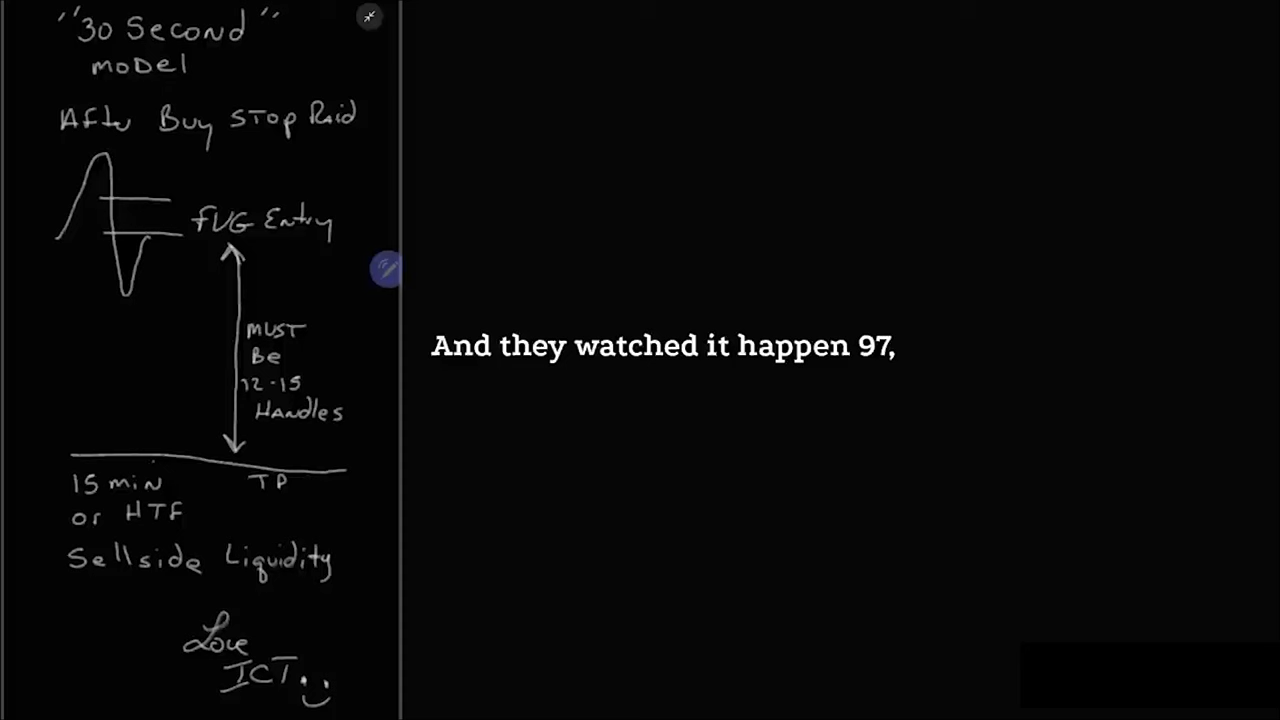 "30 Second"
moDel
After Buy STop Raid
FVG Entry
MUST
Be
12-15
HANdles
15 min
or HTF
TP
Sellside Liquidity
Love
ICT
And they watched it happen 97,